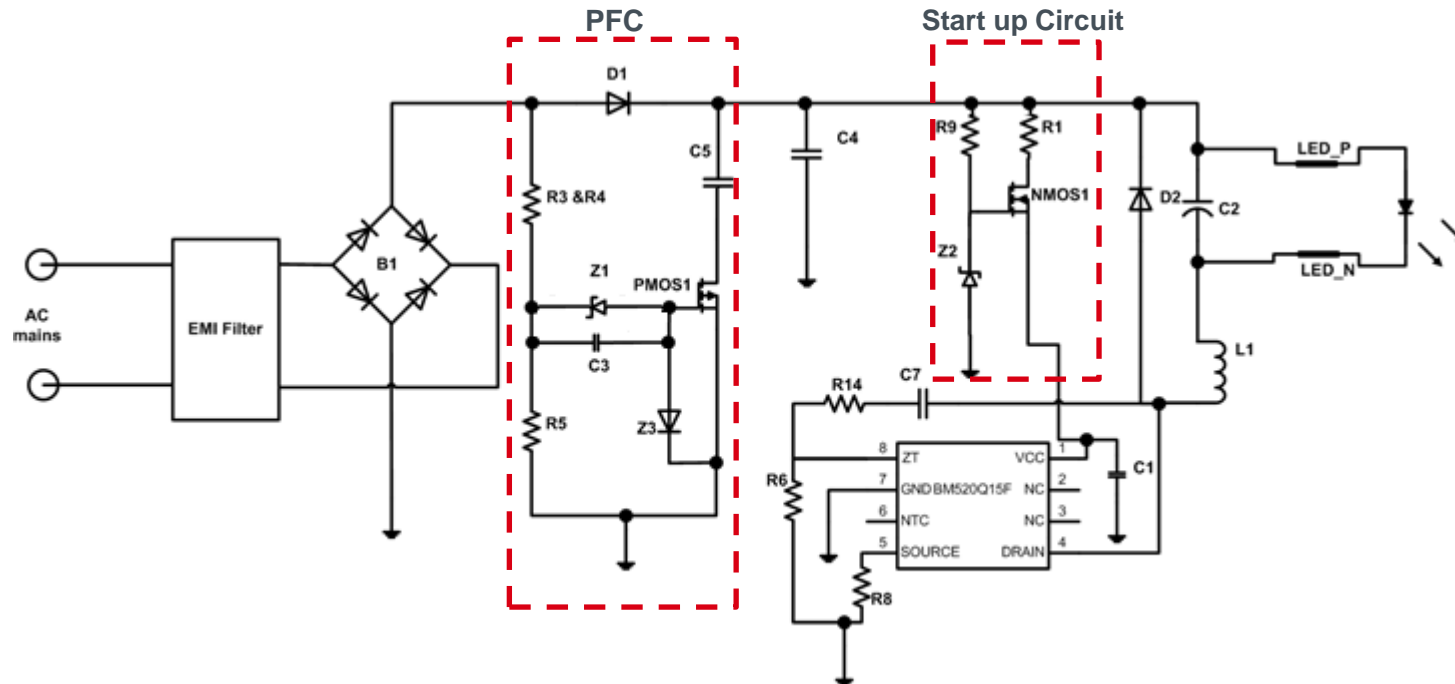 PFC
Start up Circuit
D1
R9
R1
C5
C4
LED_P
R3 &R4
NMOS1
D2
C2
Z1
Z2
B1
PMOS1
LED_N
AC
mains
EMI Filter
C3
L1
C7
R14
R5
Z3
8 ZT VCC 1
C1
R6
7 GND BM520Q15F NC 2
6 NTC NC 3
5 SOURCE DRAIN 4
R8